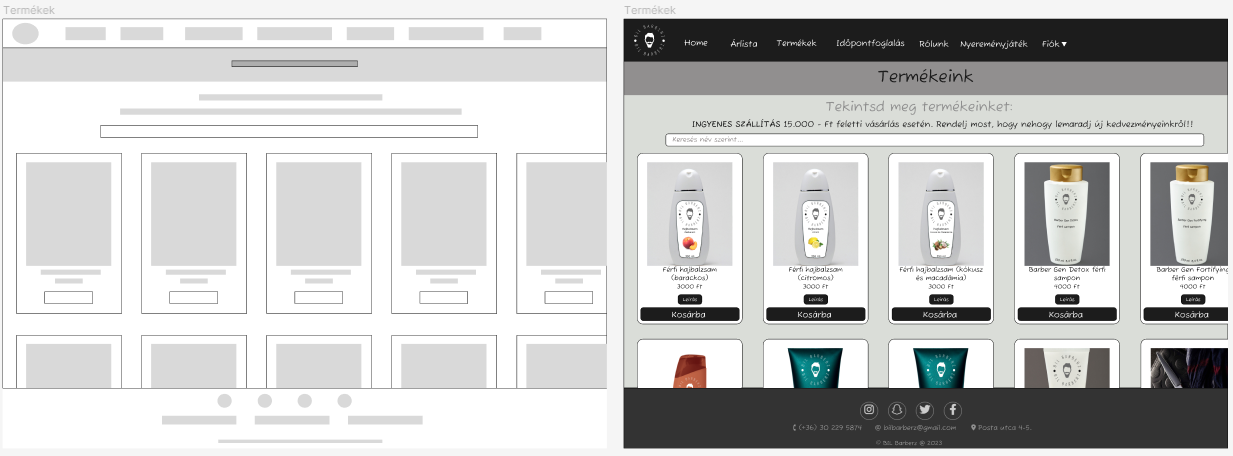 Termékek
Termékek
Home Árlista Termékek Időpontfoglalás Rólunk Nyereményjáték Fiók ▾
Termékeink
Tekintsd meg termékeinket:
INGYENES SZÁLLÍTÁS 15.000 - Ft feletti vásárlás esetén. Rendelj most, hogy nehogy lemaradj új kedvezményeinkről!!
Keresés név szerint...
Férfi hajbalzsam
(barackos)
3000 Ft
Leírás
Kosárba
Férfi hajbalzsam
(citromos)
3000 Ft
Leírás
Kosárba
Férfi hajbalzsam (kókusz
és macadámia)
3000 Ft
Leírás
Kosárba
Barber Gen Detox férfi
sampon
4000 Ft
Leírás
Kosárba
Barber Gen Fortifying
férfi sampon
4000 Ft
Leírás
Kosárba
(+36) 30 229 5874 bilbarberz@gmail.com Posta utca 4-5.
© BiL Barberz @ 2023